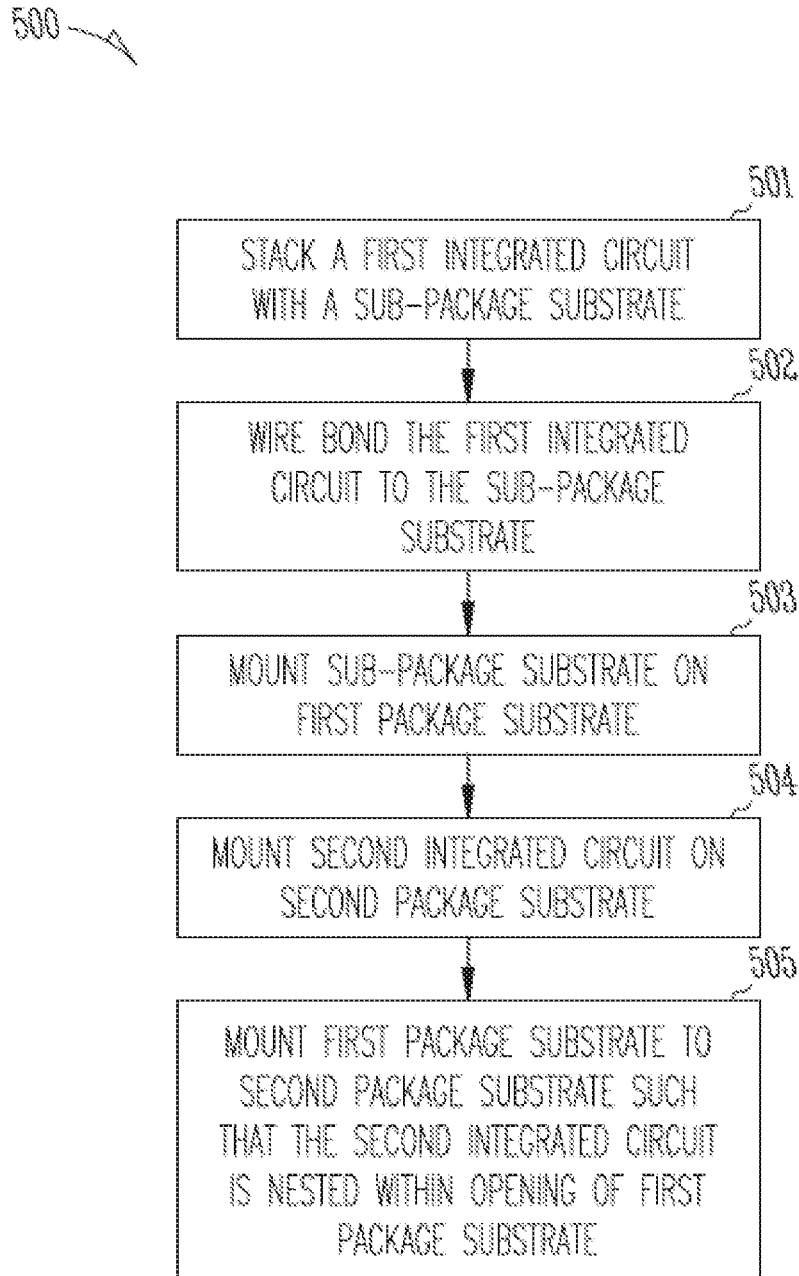 500
501
STACK A FIRST INTEGRATED CIRCUIT
WITH A SUB-PACKAGE SUBSTRATE
502
WIRE BOND THE FIRST INTEGRATED
CIRCUIT TO THE SUB-PACKAGE
SUBSTRATE
503
MOUNT SUB-PACKAGE SUBSTRATE ON
FIRST PACKAGE SUBSTRATE
504
MOUNT SECOND INTEGRATED CIRCUIT ON
SECOND PACKAGE SUBSTRATE
505
MOUNT FIRST PACKAGE SUBSTRATE TO
SECOND PACKAGE SUBSTRATE SUCH
THAT THE SECOND INTEGRATED CIRCUIT
IS NESTED WITHIN OPENING OF FIRST
PACKAGE SUBSTRATE